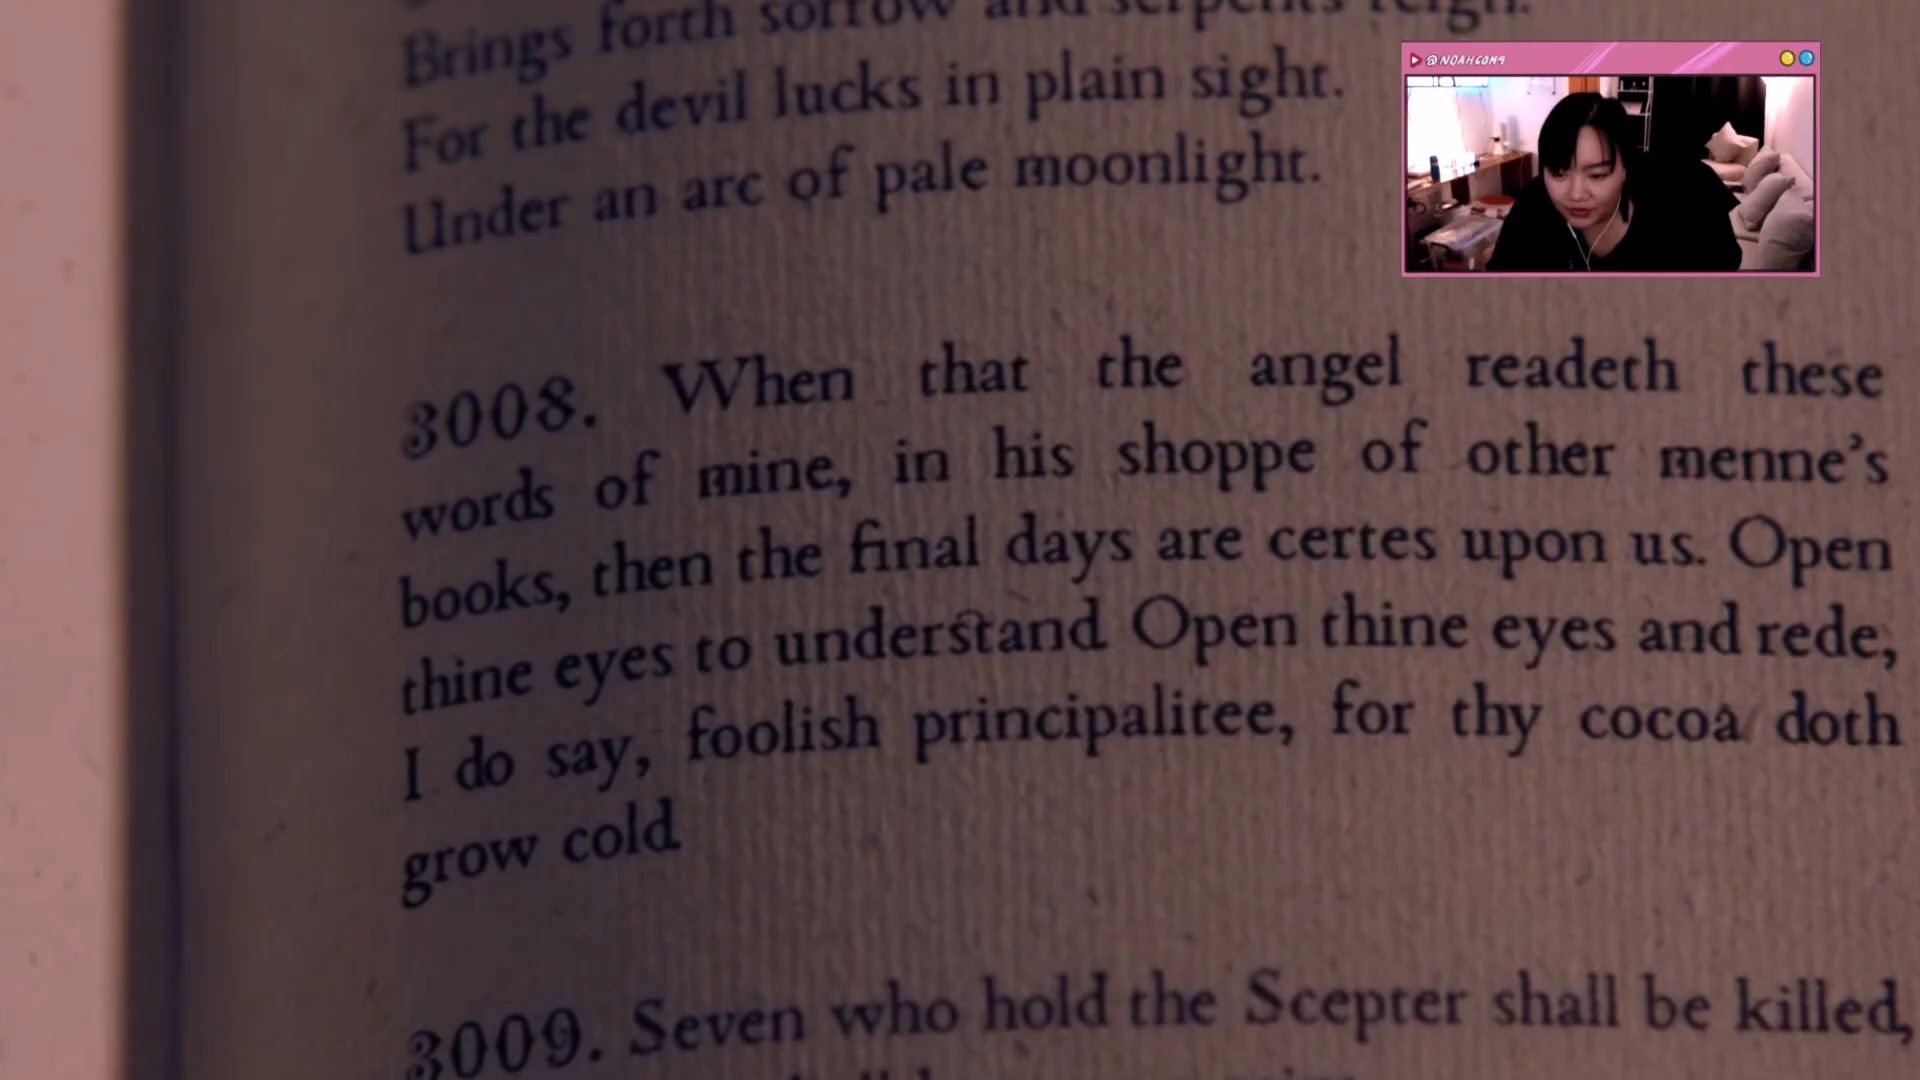 Brings forth sorrow and serpents reign.
For the devil lucks in plain sight.
Under an arc of pale moonlight.
@NOAHCOM9
3008. When that the angel readeth these
words of mine, in his shoppe of other menne's
books, then the final days are certes upon us. Open
thine eyes to understand Open thine eyes and rede,
I do say, foolish principalitee, for thy cocoa doth
grow cold
3009. Seven who hold the Scepter shall be killed,